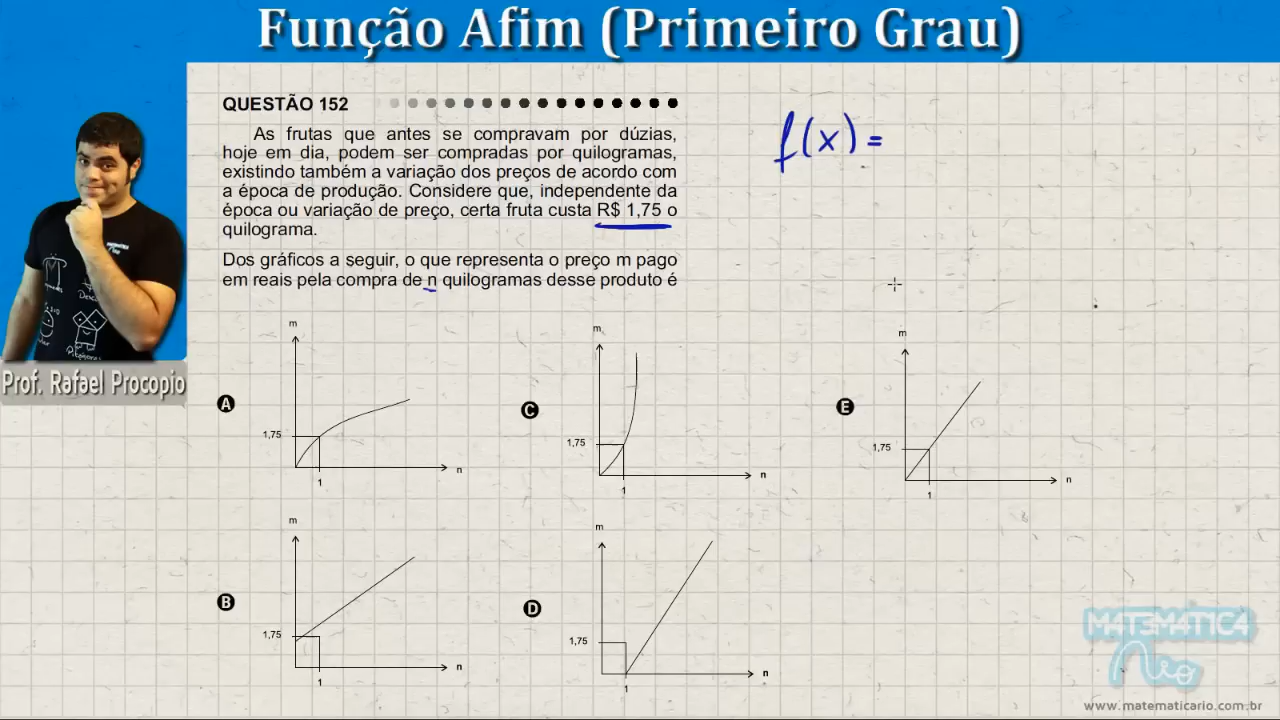 Função Afim (Primeiro Grau)
QUESTÃO 152
As frutas que antes se compravam por dúzias,
hoje em dia, podem ser compradas por quilogramas,
existindo também a variação dos preços de acordo com
a época de produção. Considere que, independente da
época ou variação de preço, certa fruta custa R$ 1,75 o
quilograma.
Dos gráficos a seguir, o que representa o preço m pago
em reais pela compra de n quilogramas desse produto é
f(x)=
Prof. Rafael Procopio
A
m
1,75
1
n
C
m
1,75
1
n
E
m
1,75
1
n
B
m
1,75
1
n
D
m
1,75
1
n
MATEMATICA
Rio
www.matematicario.com.br